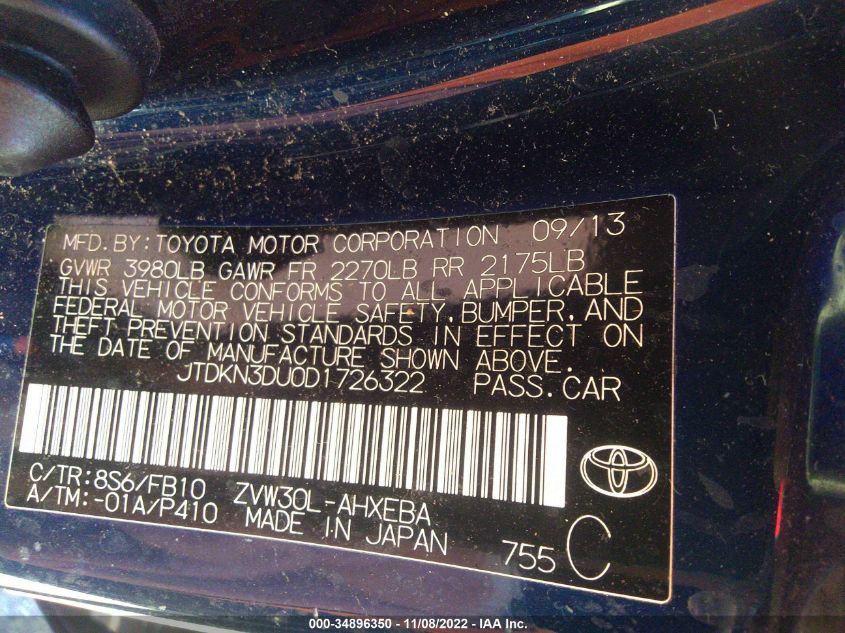 MFD.BY:TOYOTA MOTOR CORPORATION 09/13
GVWR 3980LB GAWR FR 2270LB RR 2175LB
THIS VEHICLE CONFORMS TO ALL APPLICABLE
FEDERAL MOTOR VEHICLE SAFETY, BUMPER, AND
THEFT PREVENTION STANDARDS IN EFFECT ON
THE DATE OF MANUFACTURE SHOWN ABOVE.
JTDKN3DU0D1726322 PASS.CAR
C/TR:8S6/FB10 ZVW30L-AHXEBA
A/TM:-01A/P410 MADE IN JAPAN 755 C
000-34896350 - 11/08/2022 - IAA Inc.